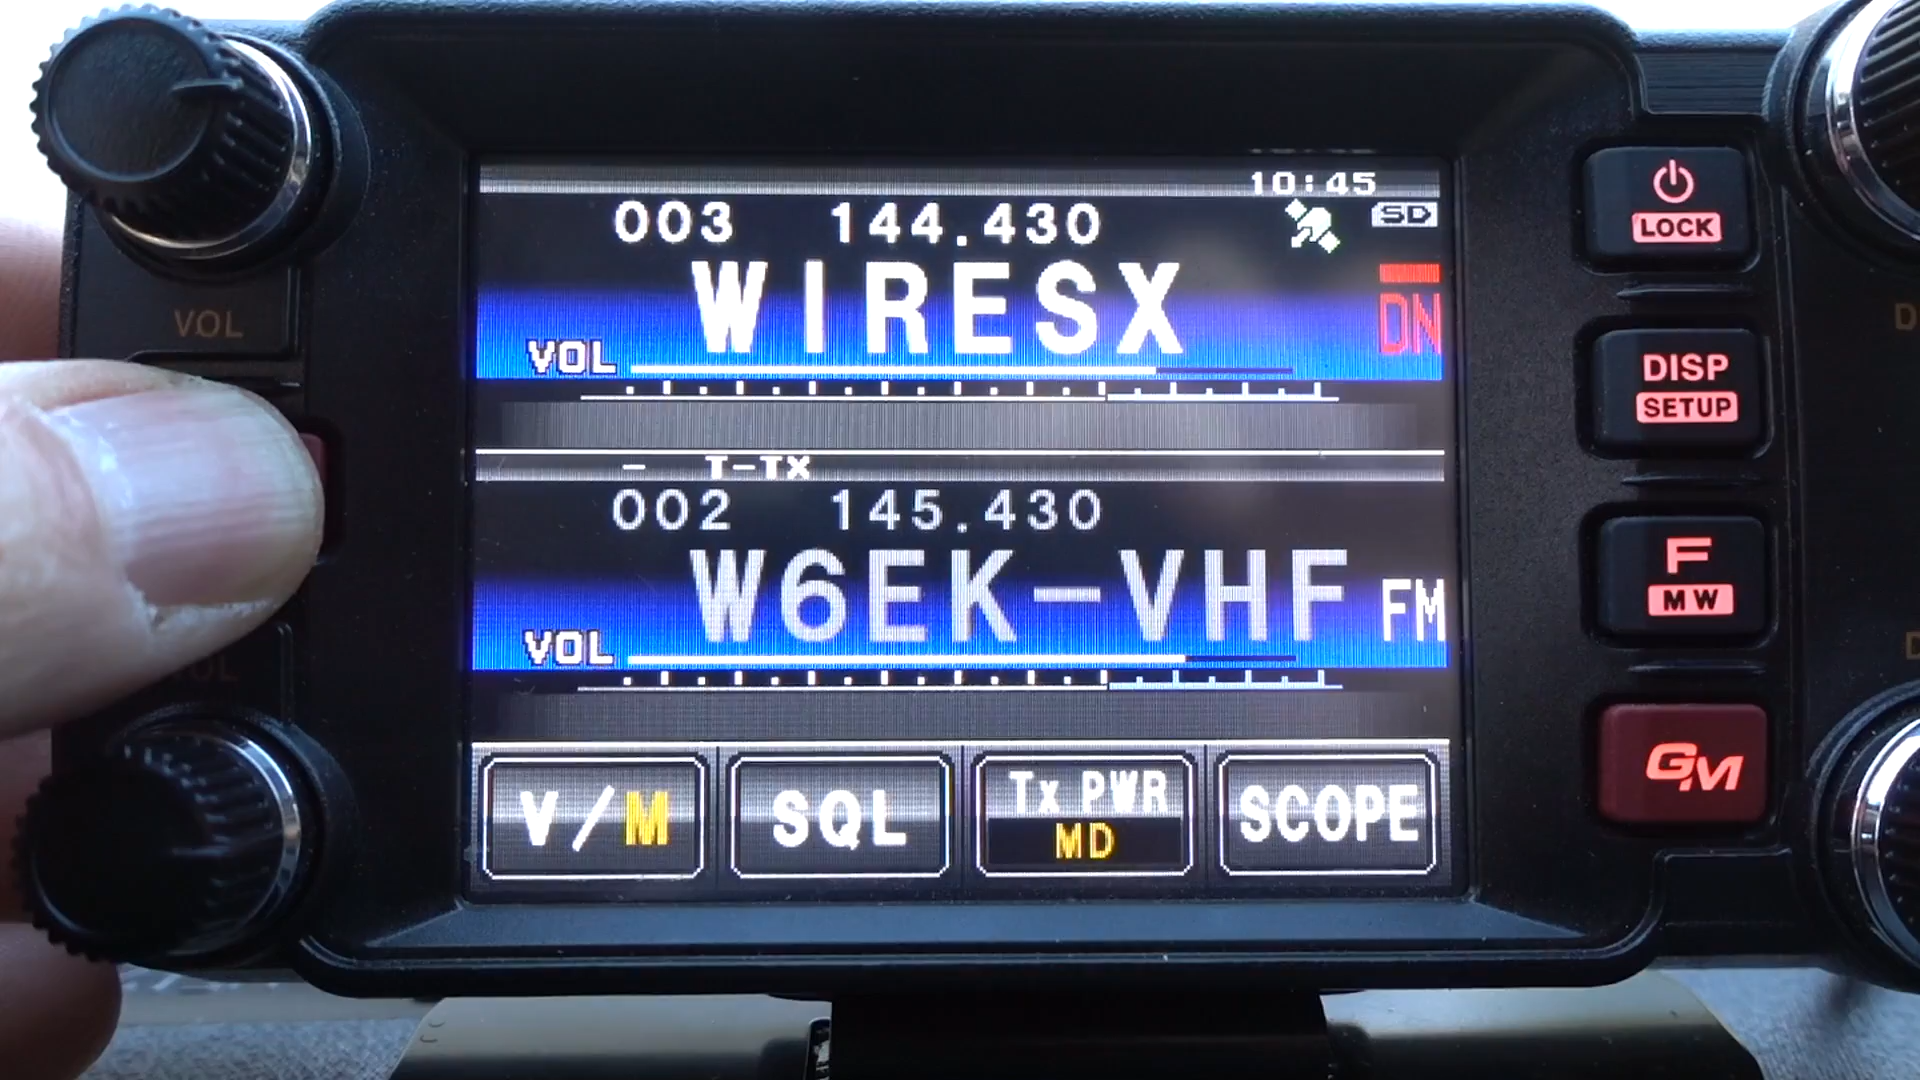 10:45
003 144.430 SD
WIRESX DN
VOL
- T-TX
002 145.430
W6EK-VHF FM
VOL
V/M SQL Tx PWR MD SCOPE
VOL
LOCK
DISP
SETUP
F
MW
GM